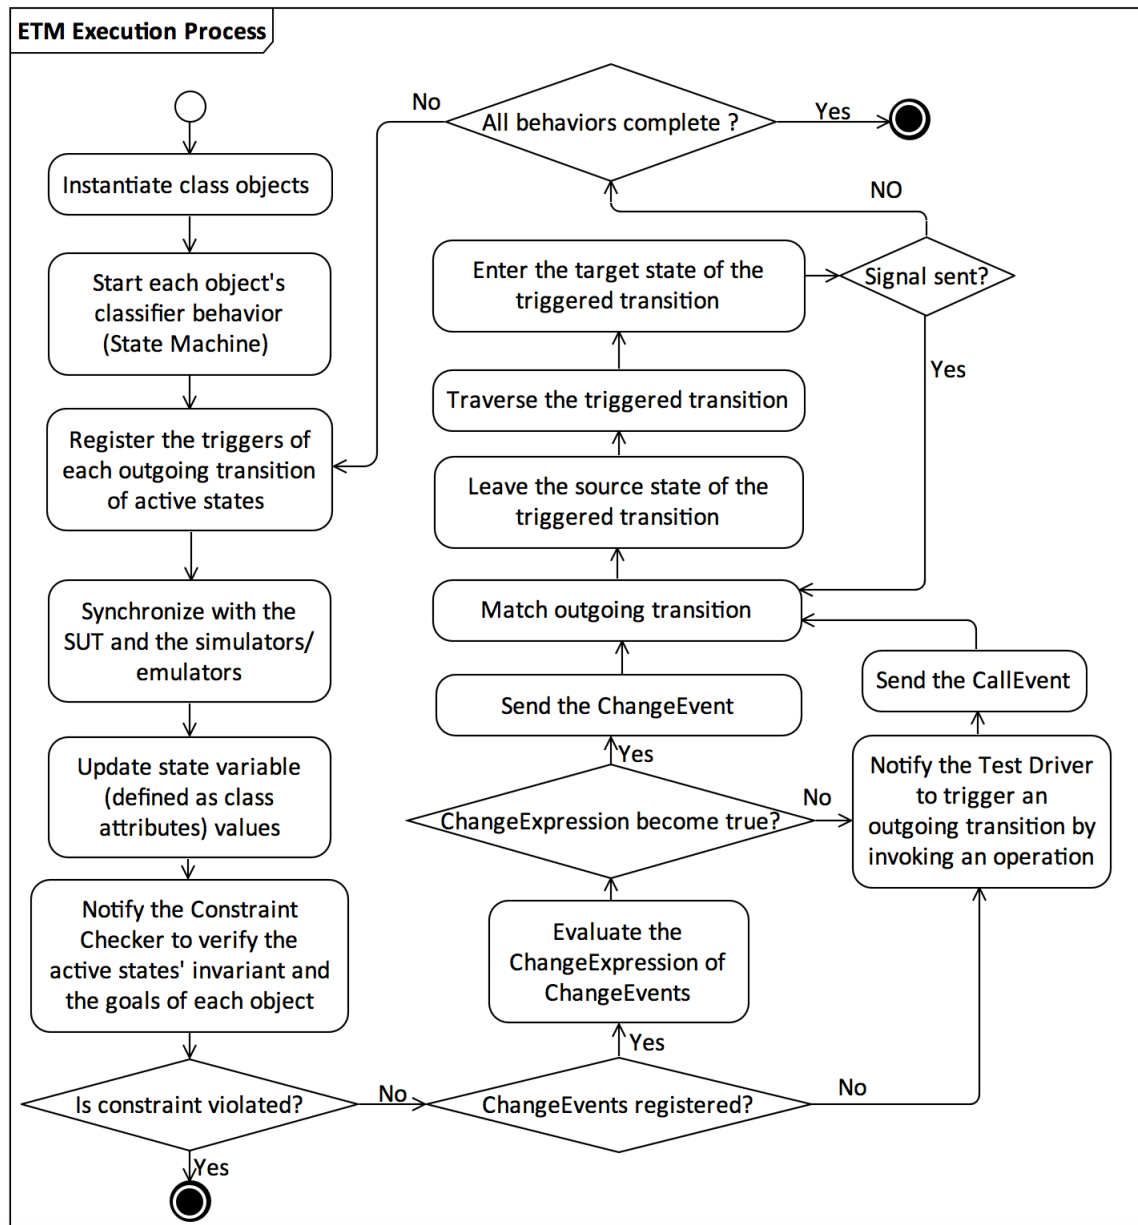 ETM Execution Process
No
All behaviors complete ?
Yes
Instantiate class objects
NO
Start each object's
classifier behavior
(State Machine)
Enter the target state of the
triggered transition
Signal sent?
Yes
Traverse the triggered transition
Register the triggers of
each outgoing transition
of active states
Leave the source state of the
triggered transition
Synchronize with the
SUT and the simulators/
emulators
Match outgoing transition
Send the CallEvent
Send the ChangeEvent
Update state variable
(defined as class
attributes) values
Yes
ChangeExpression become true?
No
Notify the Test Driver
to trigger an
outgoing transition by
invoking an operation
Notify the Constraint
Checker to verify the
active states' invariant and
the goals of each object
Evaluate the
ChangeExpression of
ChangeEvents
Yes
Is constraint violated?
No
ChangeEvents registered?
No
Yes